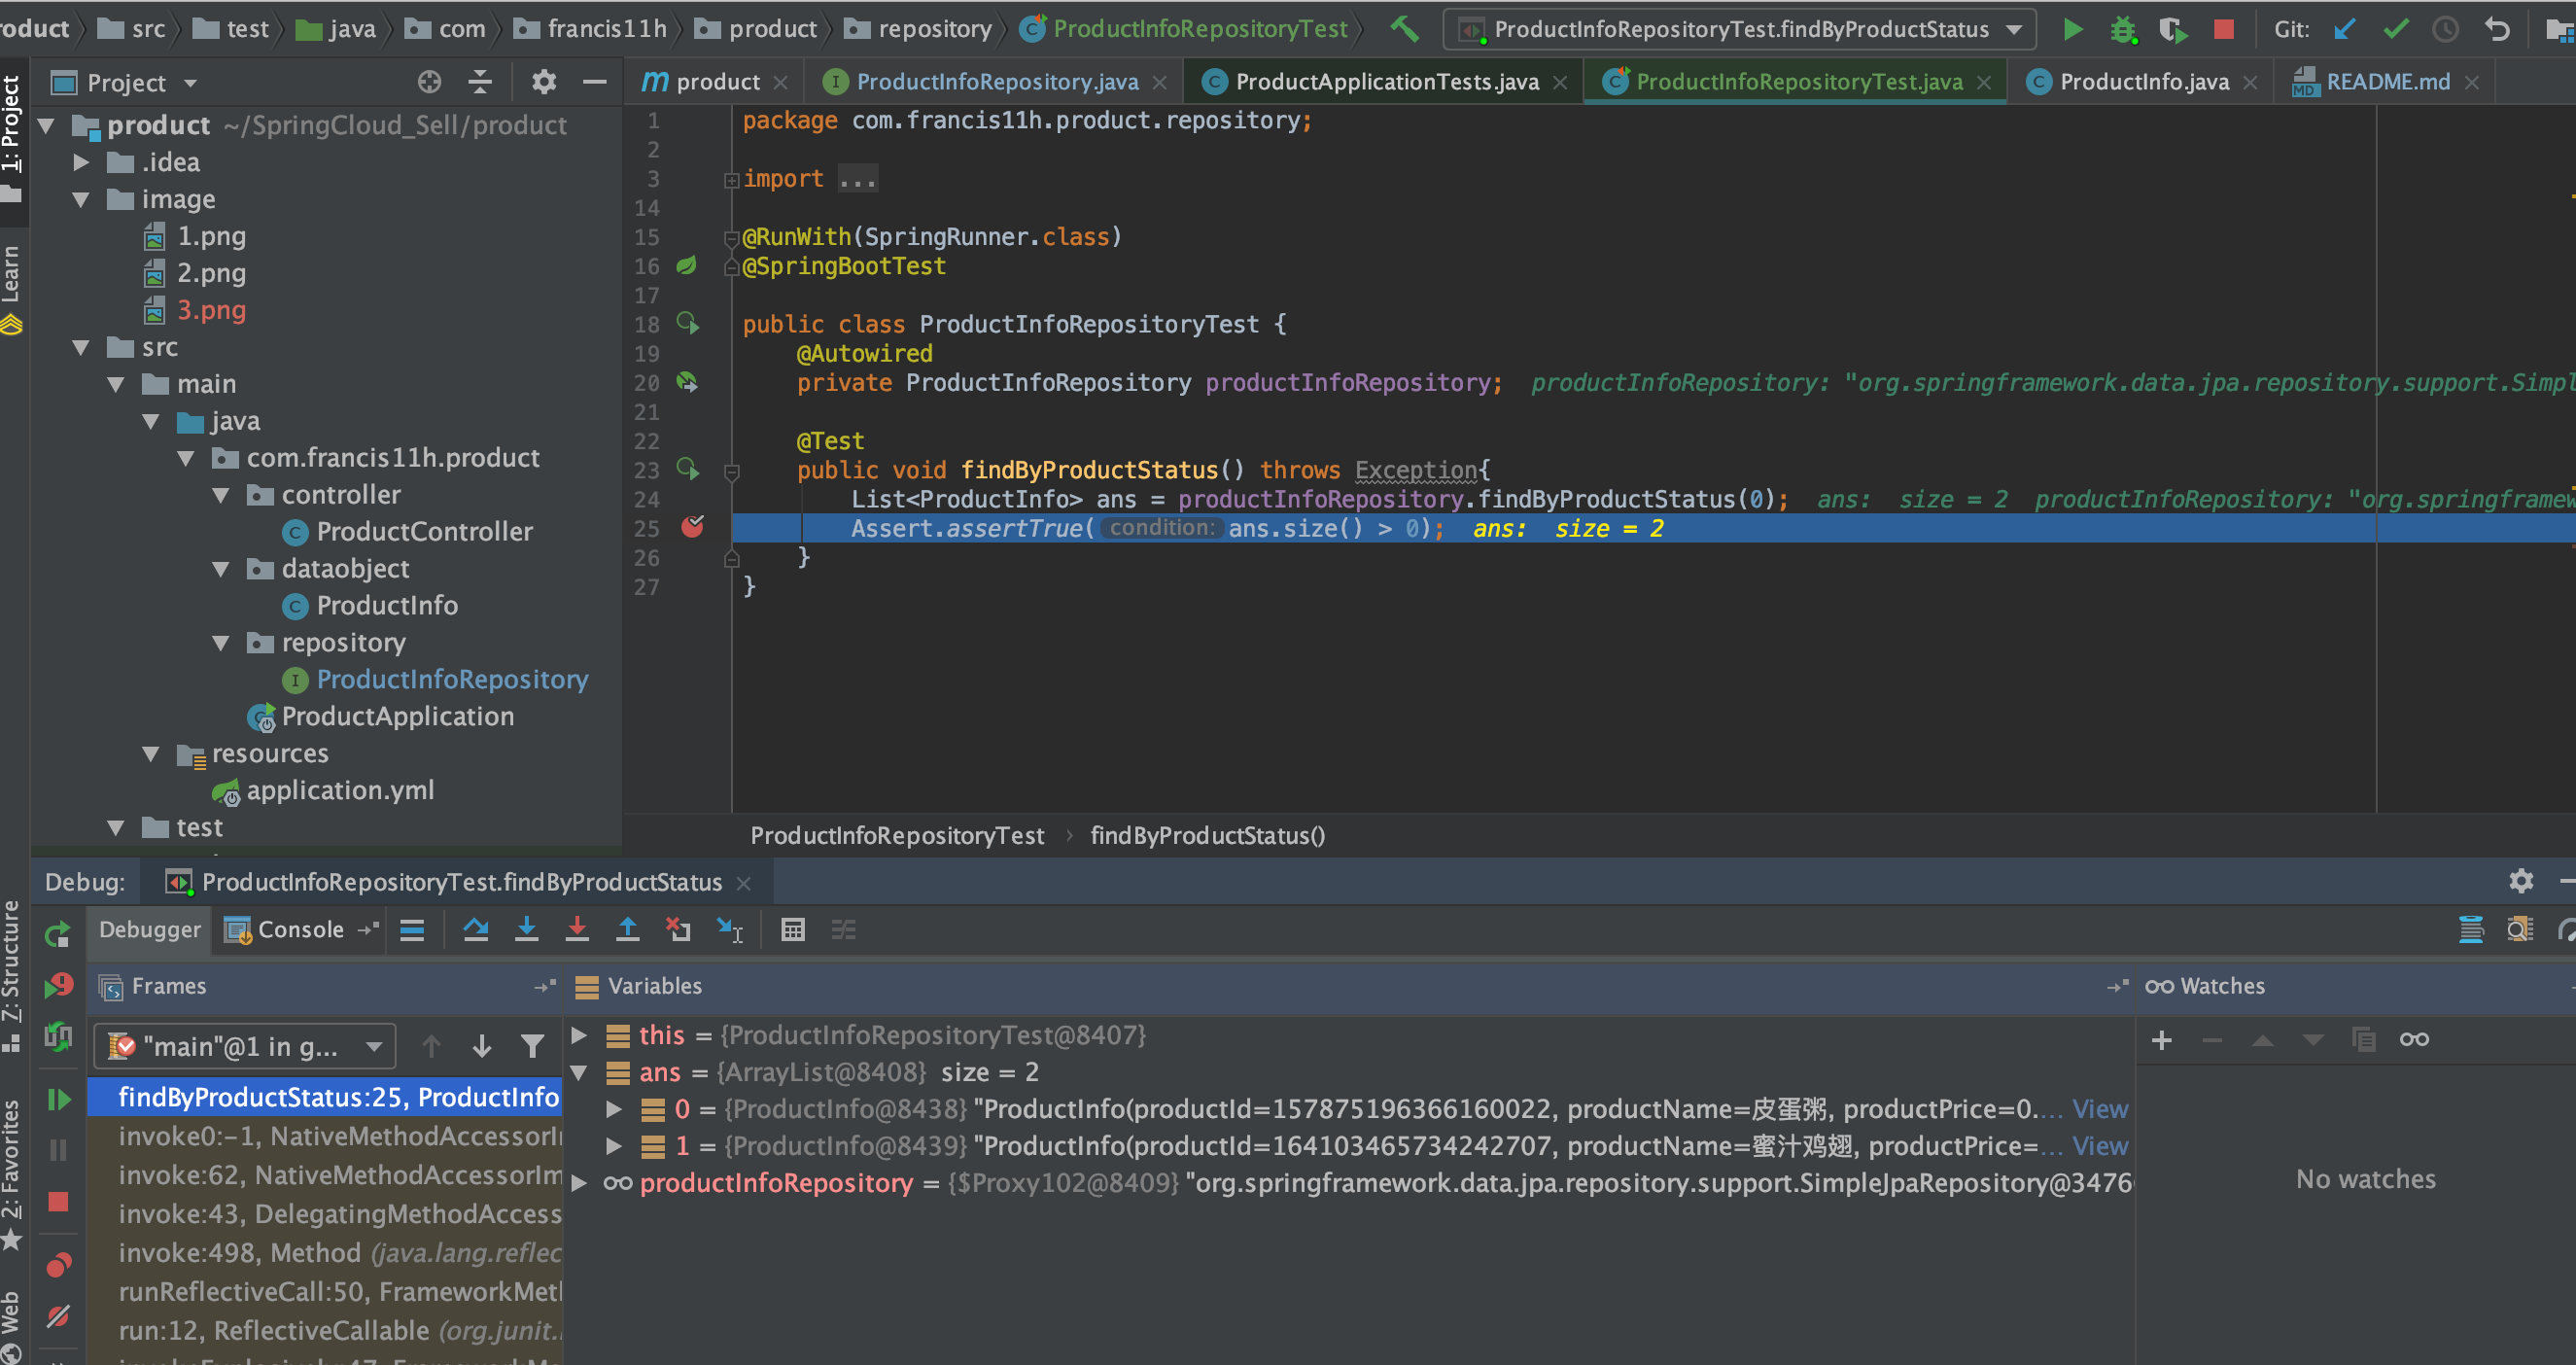 roduct src test java com francis11h product repository ProductInfoRepositoryTest ProductInfoRepositoryTest.findByProductStatus Git:
1: Project
Learn
Z: Structure
2: Favorites
Web
Project
product ~/SpringCloud_Sell/product
.idea
image
1.png
2.png
3.png
src
main
java
com.francis11h.product
controller
ProductController
dataobject
ProductInfo
repository
ProductInfoRepository
ProductApplication
resources
application.yml
test
product ProductInfoRepository.java ProductApplicationTests.java ProductInfoRepositoryTest.java ProductInfo.java README.md
1 package com.francis11h.product.repository;
2
3 import ...
14
15 @RunWith(SpringRunner.class)
16 @SpringBootTest
17
18 public class ProductInfoRepositoryTest {
19 @Autowired
20 private ProductInfoRepository productInfoRepository; productInfoRepository: "org.springframework.data.jpa.repository.support.Simpl
21
22 @Test
23 public void findByProductStatus() throws Exception{
24 List<ProductInfo> ans = productInfoRepository.findByProductStatus(0); ans: size = 2 productInfoRepository: "org.springframew
25 Assert.assertTrue( condition: ans.size() > 0); ans: size = 2
26 }
27 }
ProductInfoRepositoryTest › findByProductStatus()
Debug: ProductInfoRepositoryTest.findByProductStatus
Debugger Console
Frames
"main"@1 in g...
findByProductStatus:25, ProductInfo
invoke0:-1, NativeMethodAccessorI
invoke:62, NativeMethodAccessorIm
invoke:43, DelegatingMethodAccess
invoke:498, Method (java.lang.reflec
runReflectiveCall:50, FrameworkMet
run:12, ReflectiveCallable (org.junit.
Variables
this = {ProductInfoRepositoryTest@8407}
ans = {ArrayList@8408} size = 2
0 = {ProductInfo@8438} "ProductInfo(productId=157875196366160022, productName=皮蛋粥, productPrice=0.... View
1 = {ProductInfo@8439} "ProductInfo(productId=164103465734242707, productName=蜜汁鸡翅, productPrice=... View
productInfoRepository = {$Proxy102@8409} "org.springframework.data.jpa.repository.support.SimpleJpaRepository@3476
Watches
No watches